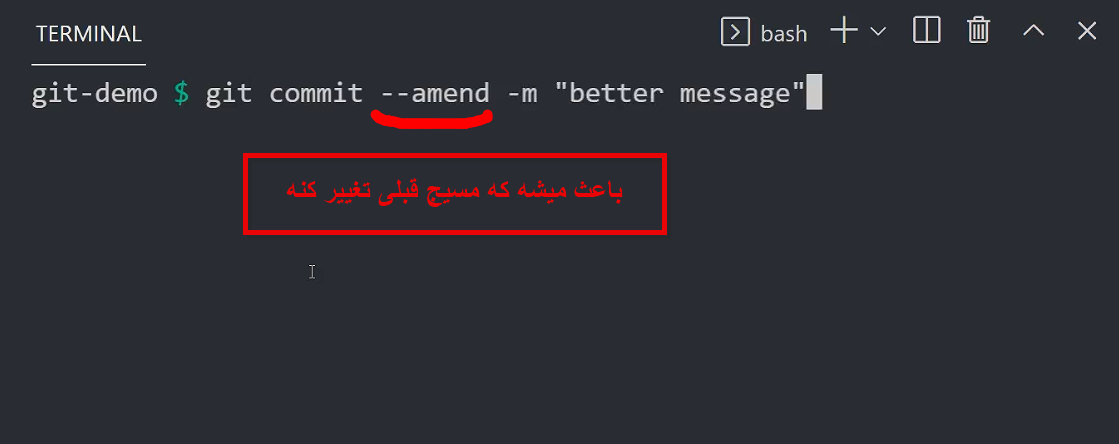 TERMINAL
bash
git-demo $ git commit --amend -m "better message"
باعث میشه که مسیج قبلی تغییر کنه